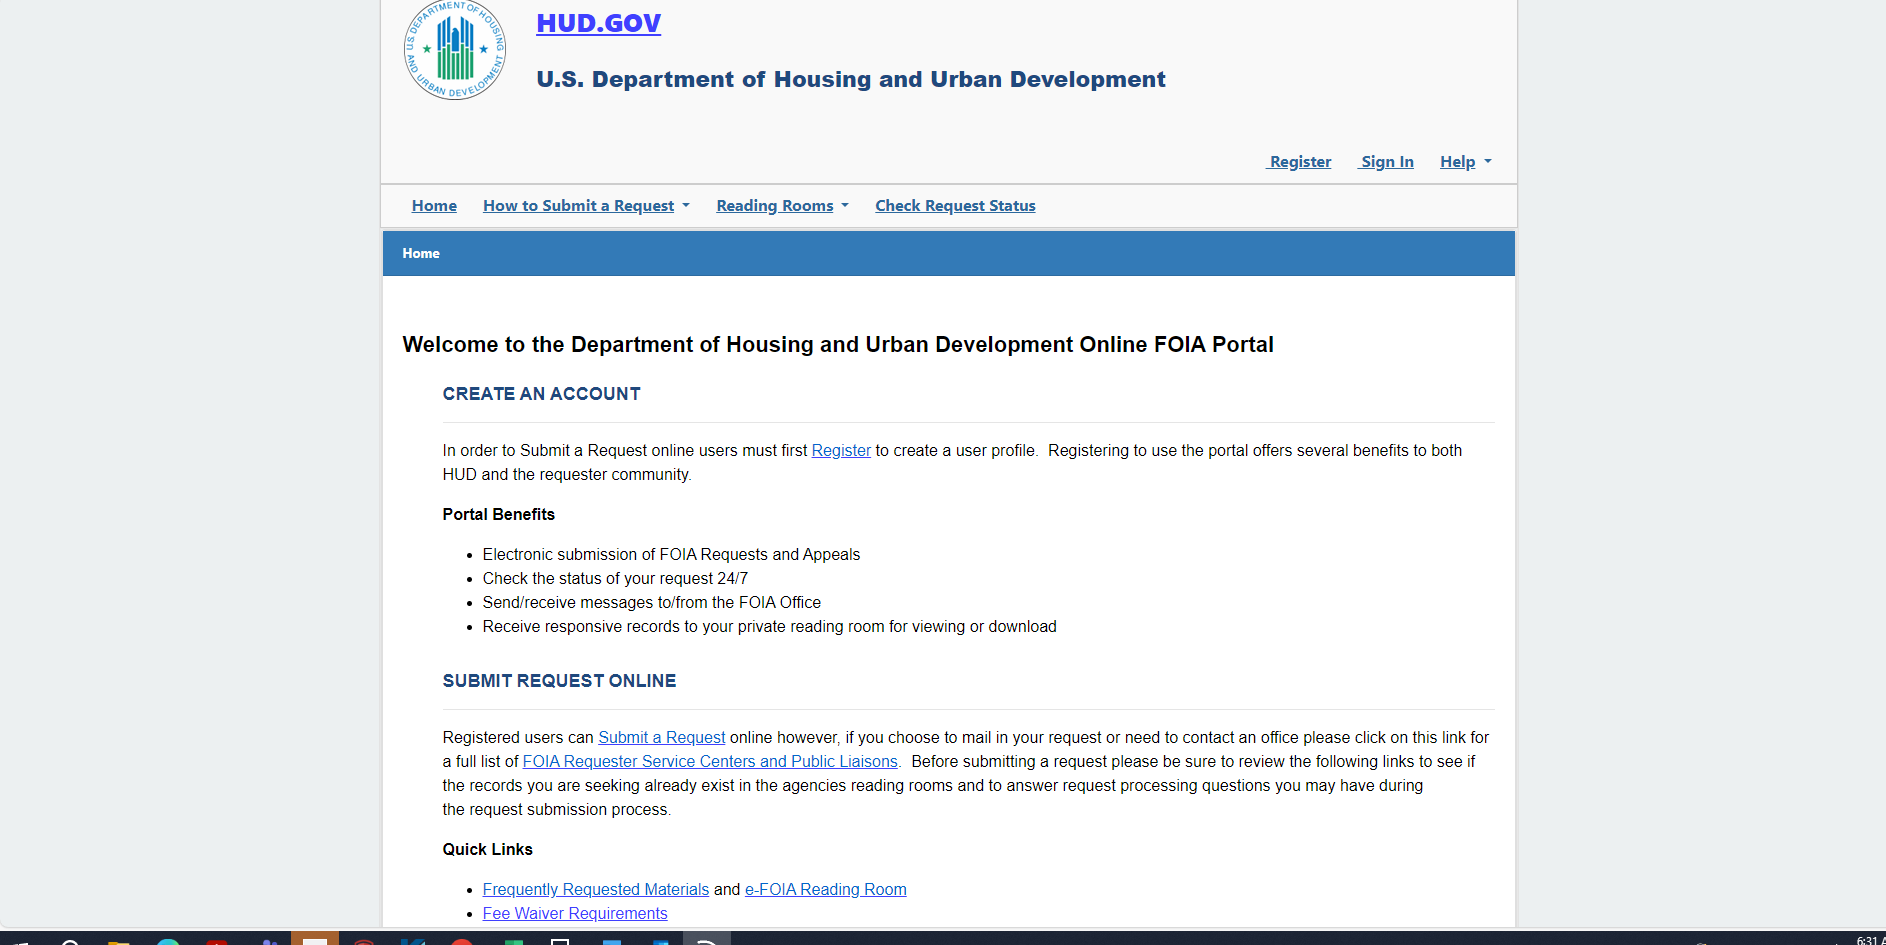 U.S. DEPARTMENT OF HOUSING AND URBAN DEVELOPMENT
HUD.GOV
U.S. Department of Housing and Urban Development
Register Sign In Help
Home How to Submit a Request Reading Rooms Check Request Status
Home
Welcome to the Department of Housing and Urban Development Online FOIA Portal
CREATE AN ACCOUNT
In order to Submit a Request online users must first Register to create a user profile. Registering to use the portal offers several benefits to both
HUD and the requester community.
Portal Benefits
Electronic submission of FOIA Requests and Appeals
Check the status of your request 24/7
Send/receive messages to/from the FOIA Office
Receive responsive records to your private reading room for viewing or download
SUBMIT REQUEST ONLINE
Registered users can Submit a Request online however, if you choose to mail in your request or need to contact an office please click on this link for
a full list of FOIA Requester Service Centers and Public Liaisons. Before submitting a request please be sure to review the following links to see if
the records you are seeking already exist in the agencies reading rooms and to answer request processing questions you may have during
the request submission process.
Quick Links
Frequently Requested Materials and e-FOIA Reading Room
Fee Waiver Requirements
6:31